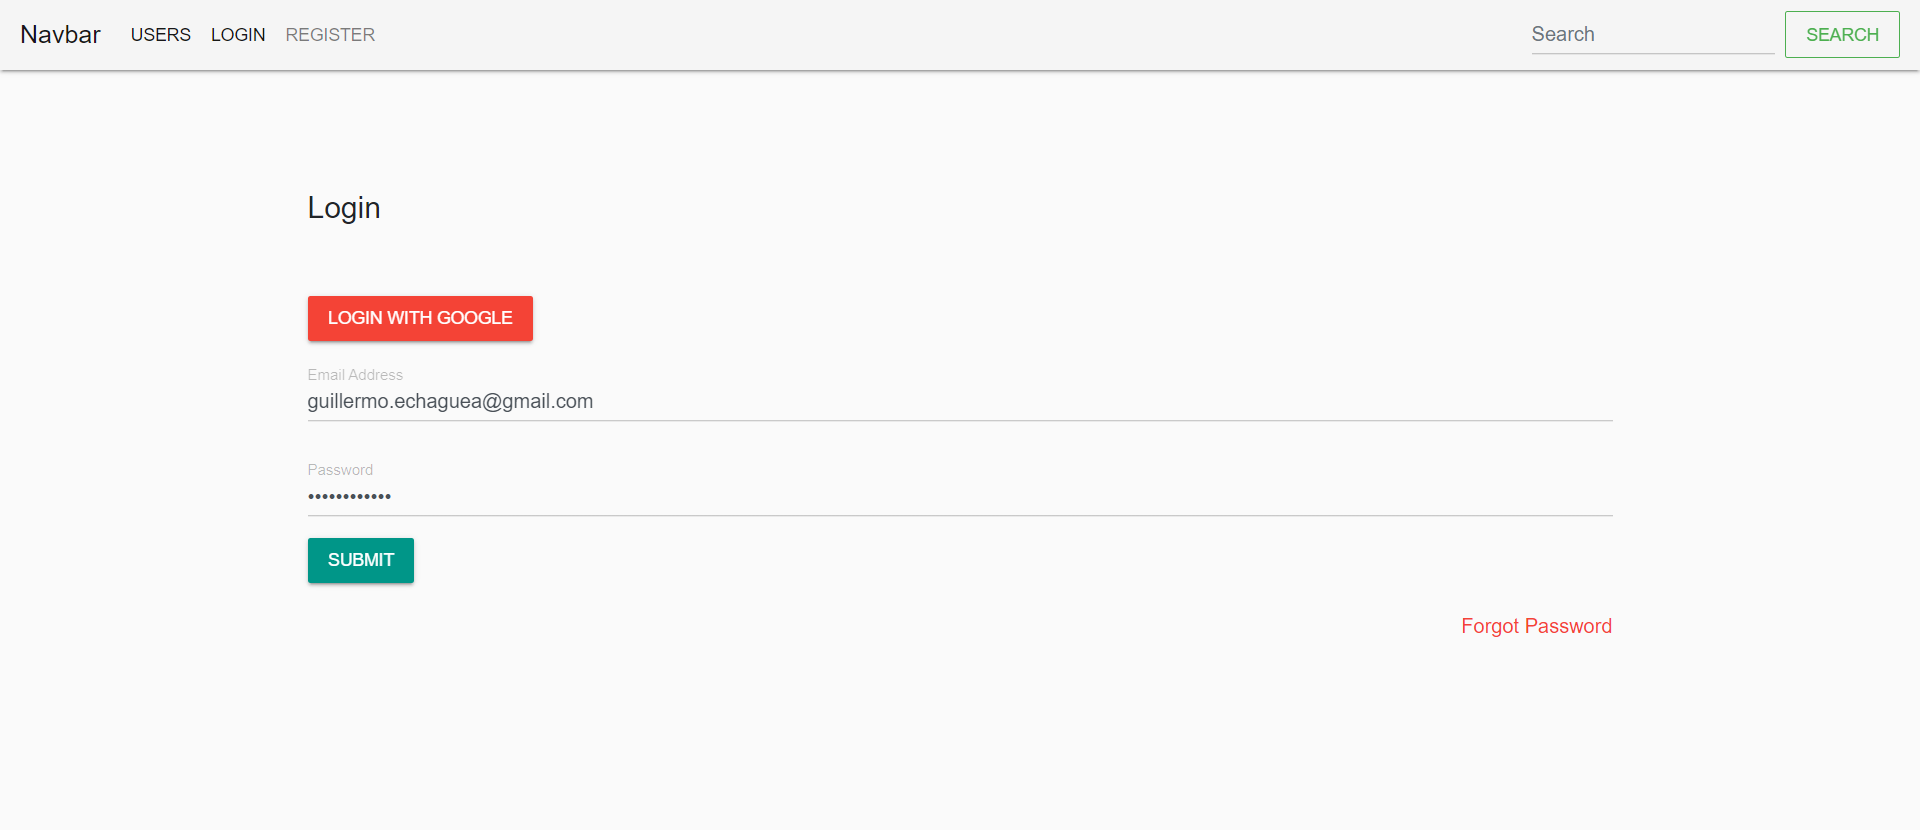 Navbar USERS LOGIN REGISTER Search SEARCH
Login
LOGIN WITH GOOGLE
Email Address
guillermo.echaguea@gmail.com
Password
••••••••••••
SUBMIT
Forgot Password